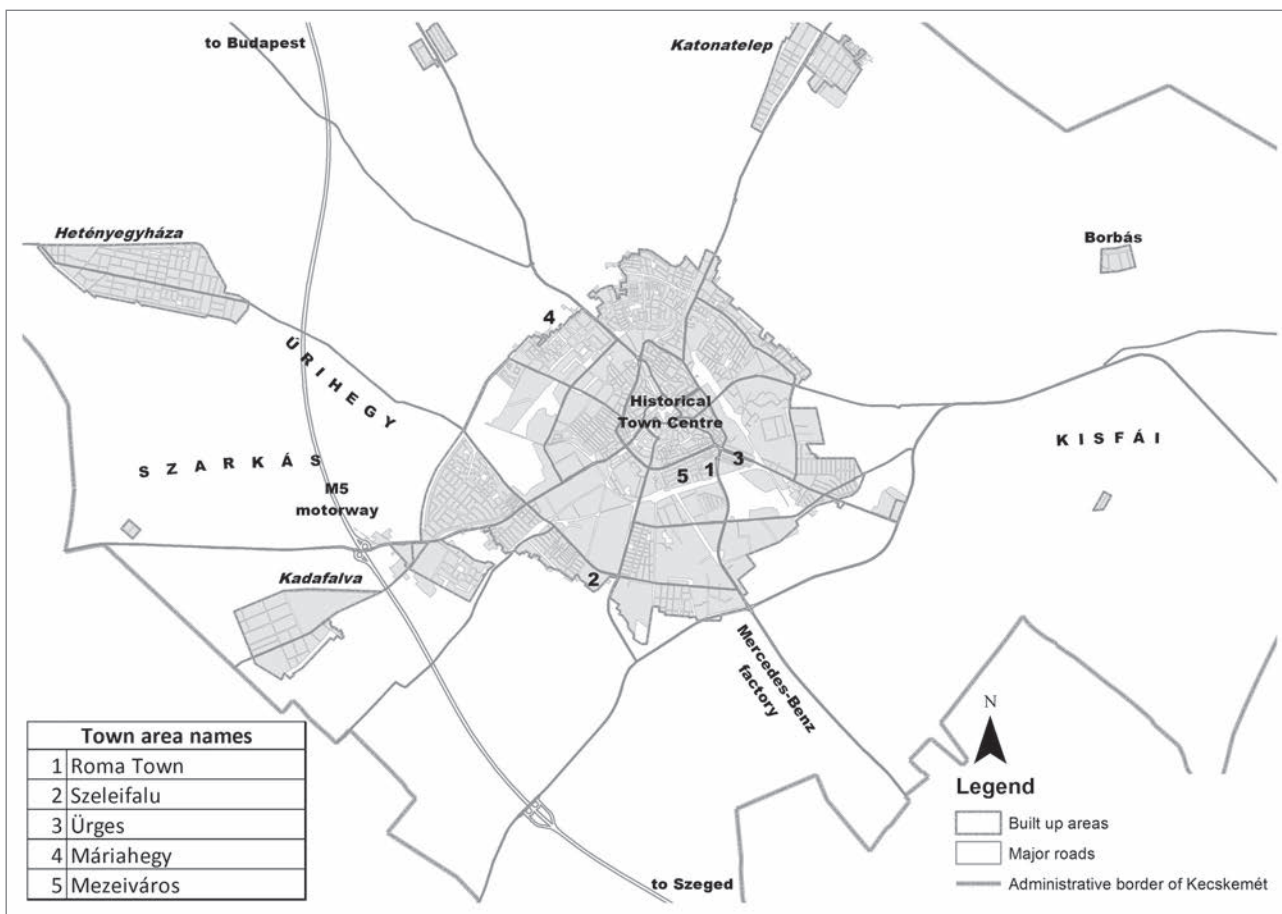 to Budapest
Katonatelep
Hetényegyháza
Borbás
4
ÚRIHEGY
Historical
Town Centre
KISFÁI
SZARKÁS
5 1 3
M5
motorway
Kadafalva
2
Mercedes-Benz
factory
N
Town area names
1 Roma Town
2 Szeleifalu
3 Ürges
4 Máriahegy
5 Mezeiváros
Legend
Built up areas
Major roads
Administrative border of Kecskemét
to Szeged